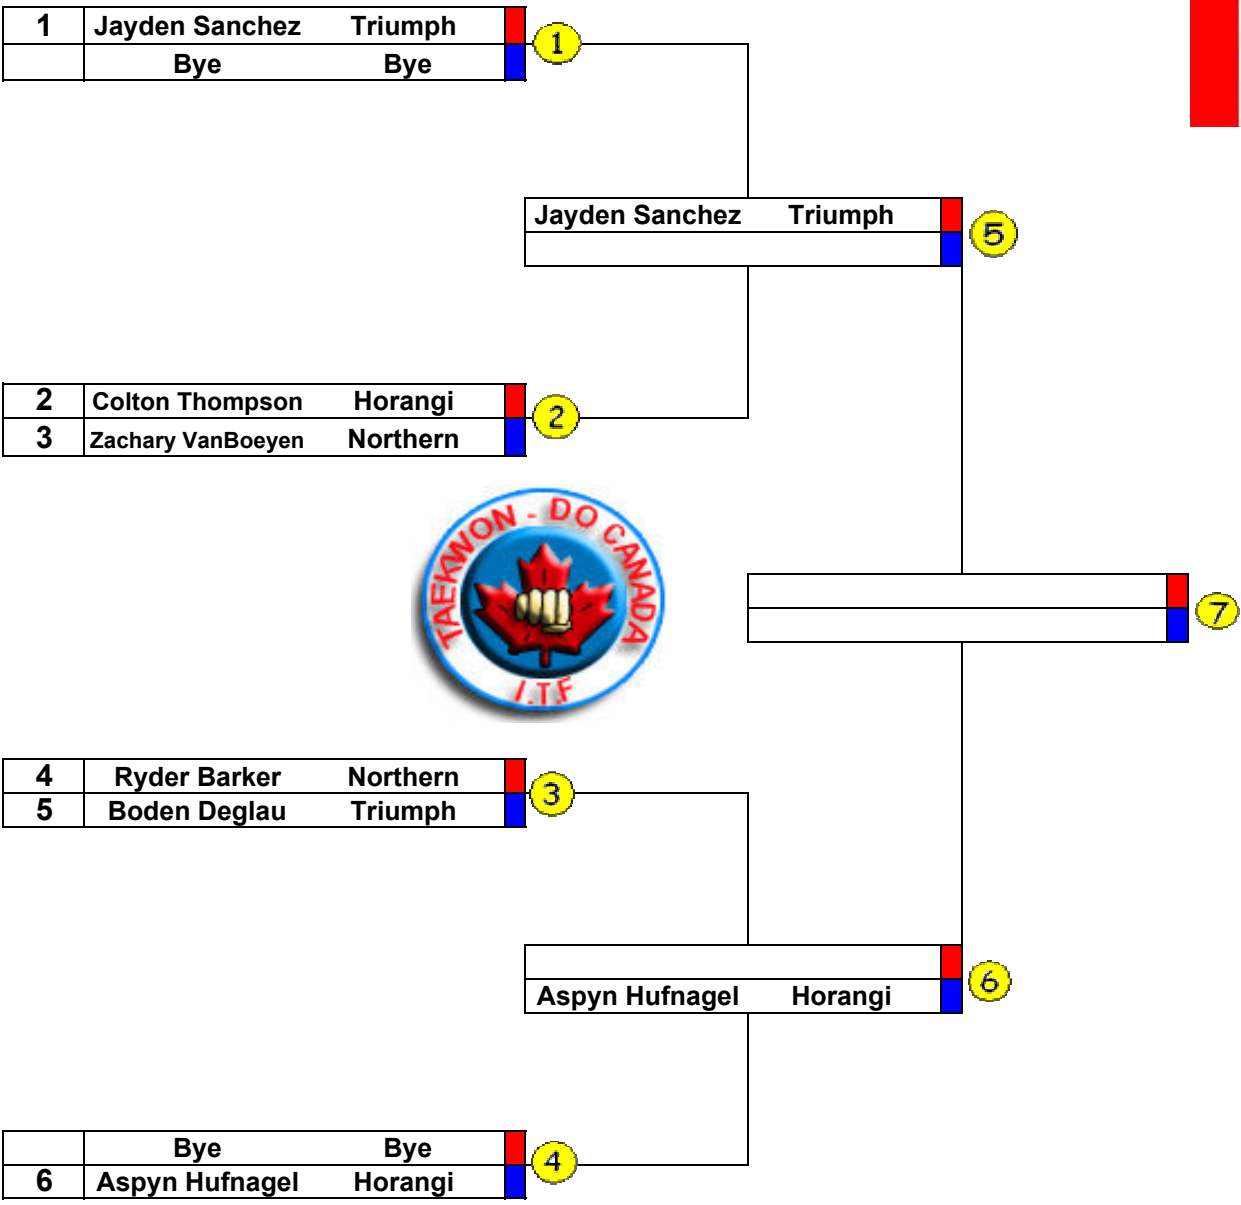 1 Jayden Sanchez Triumph
1
Bye Bye
Jayden Sanchez Triumph
5
2 Colton Thompson Horangi
2
3 Zachary VanBoeyen Northern
TAEKWON - DO CANADA
I.T.F
7
4 Ryder Barker Northern
3
5 Boden Deglau Triumph
6
Aspyn Hufnagel Horangi
Bye Bye
4
6 Aspyn Hufnagel Horangi